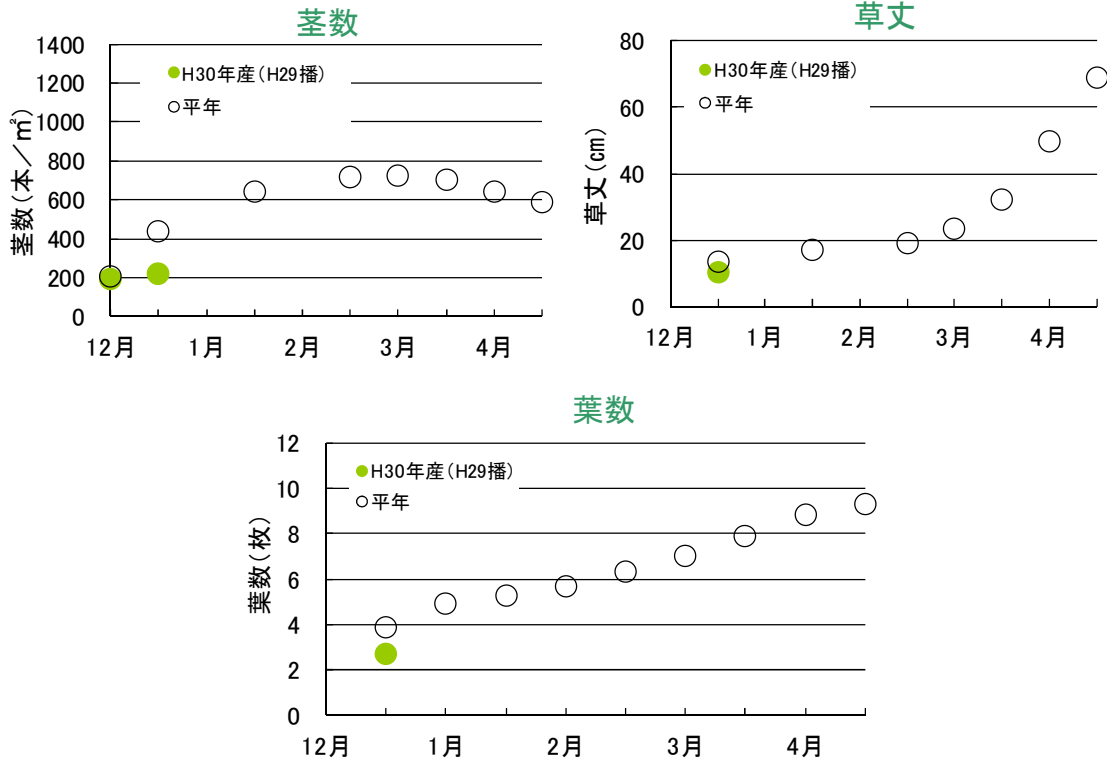 茎数
茎数(本／㎡)
1400
1200
1000
800
600
400
200
0
●H30年産(H29播)
○平年
12月 1月 2月 3月 4月
草丈
草丈(cm)
80
60
40
20
0
●H30年産(H29播)
○平年
12月 1月 2月 3月 4月
葉数
葉数(枚)
12
10
8
6
4
2
0
●H30年産(H29播)
○平年
12月 1月 2月 3月 4月